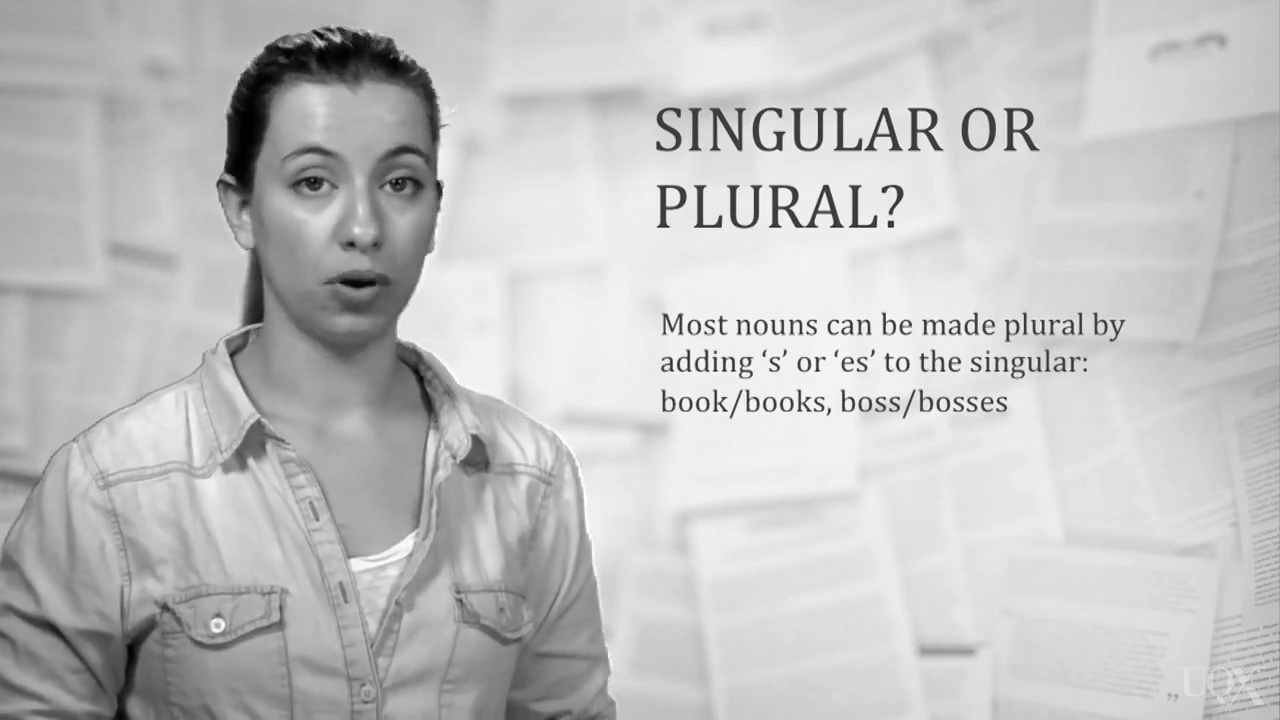 SINGULAR OR
PLURAL?
Most nouns can be made plural by
adding ‘s’ or ‘es’ to the singular:
book/books, boss/bosses
UQX